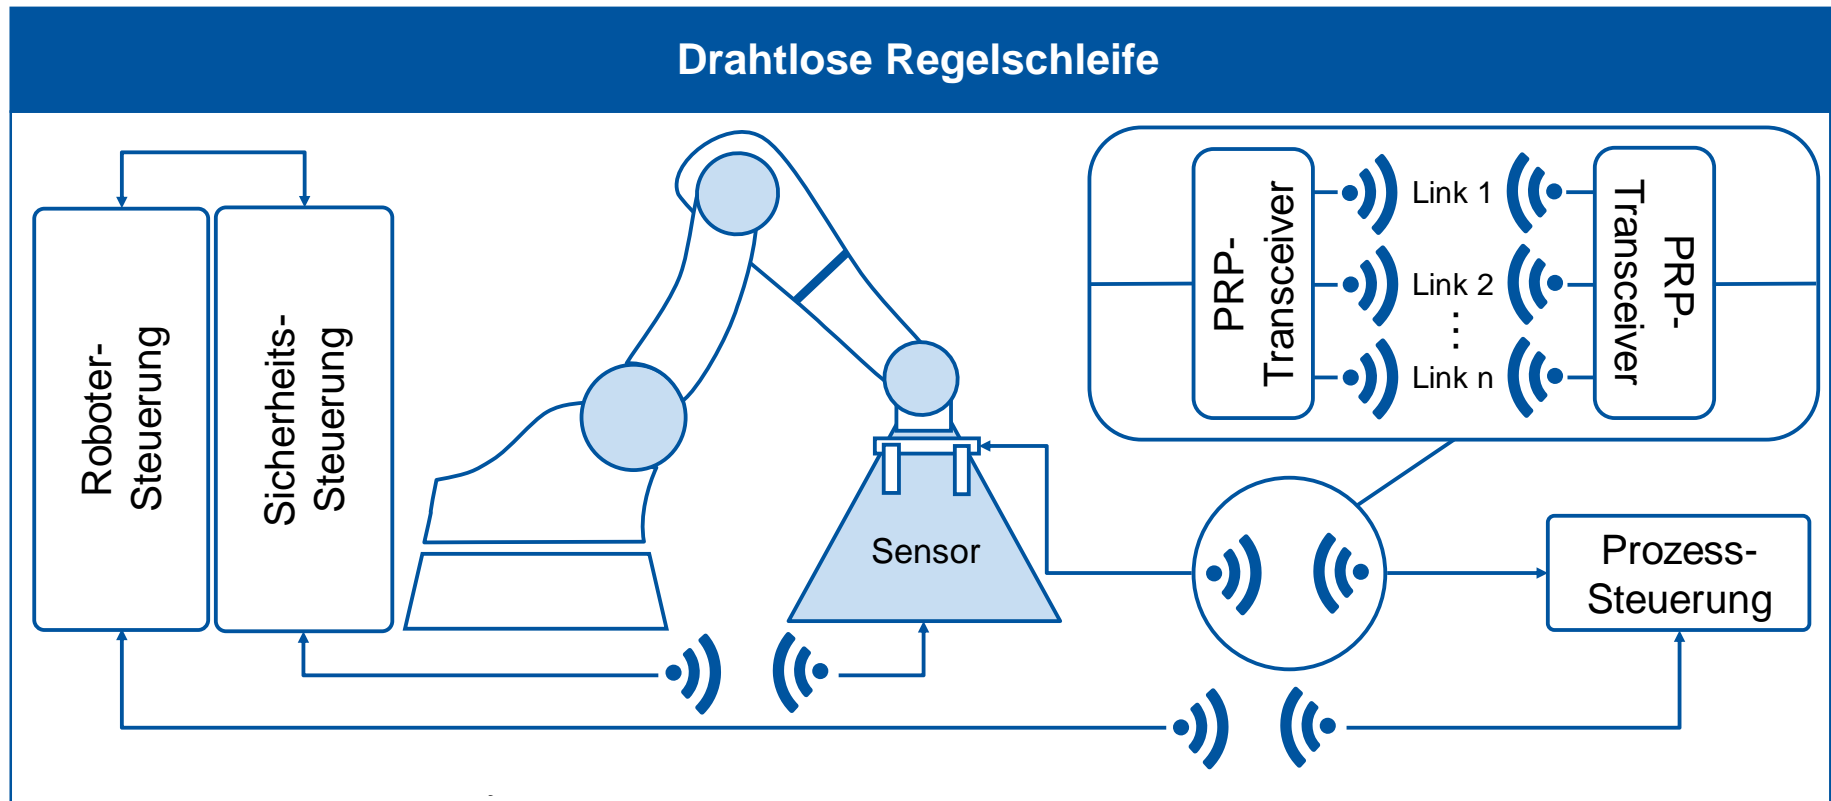 Drahtlose Regelschleife
Roboter-
Steuerung
Sicherheits-
Steuerung
Sensor
PRP-
Transceiver
Link 1
Link 2
⋮
Link n
PRP-
Transceiver
Prozess-
Steuerung